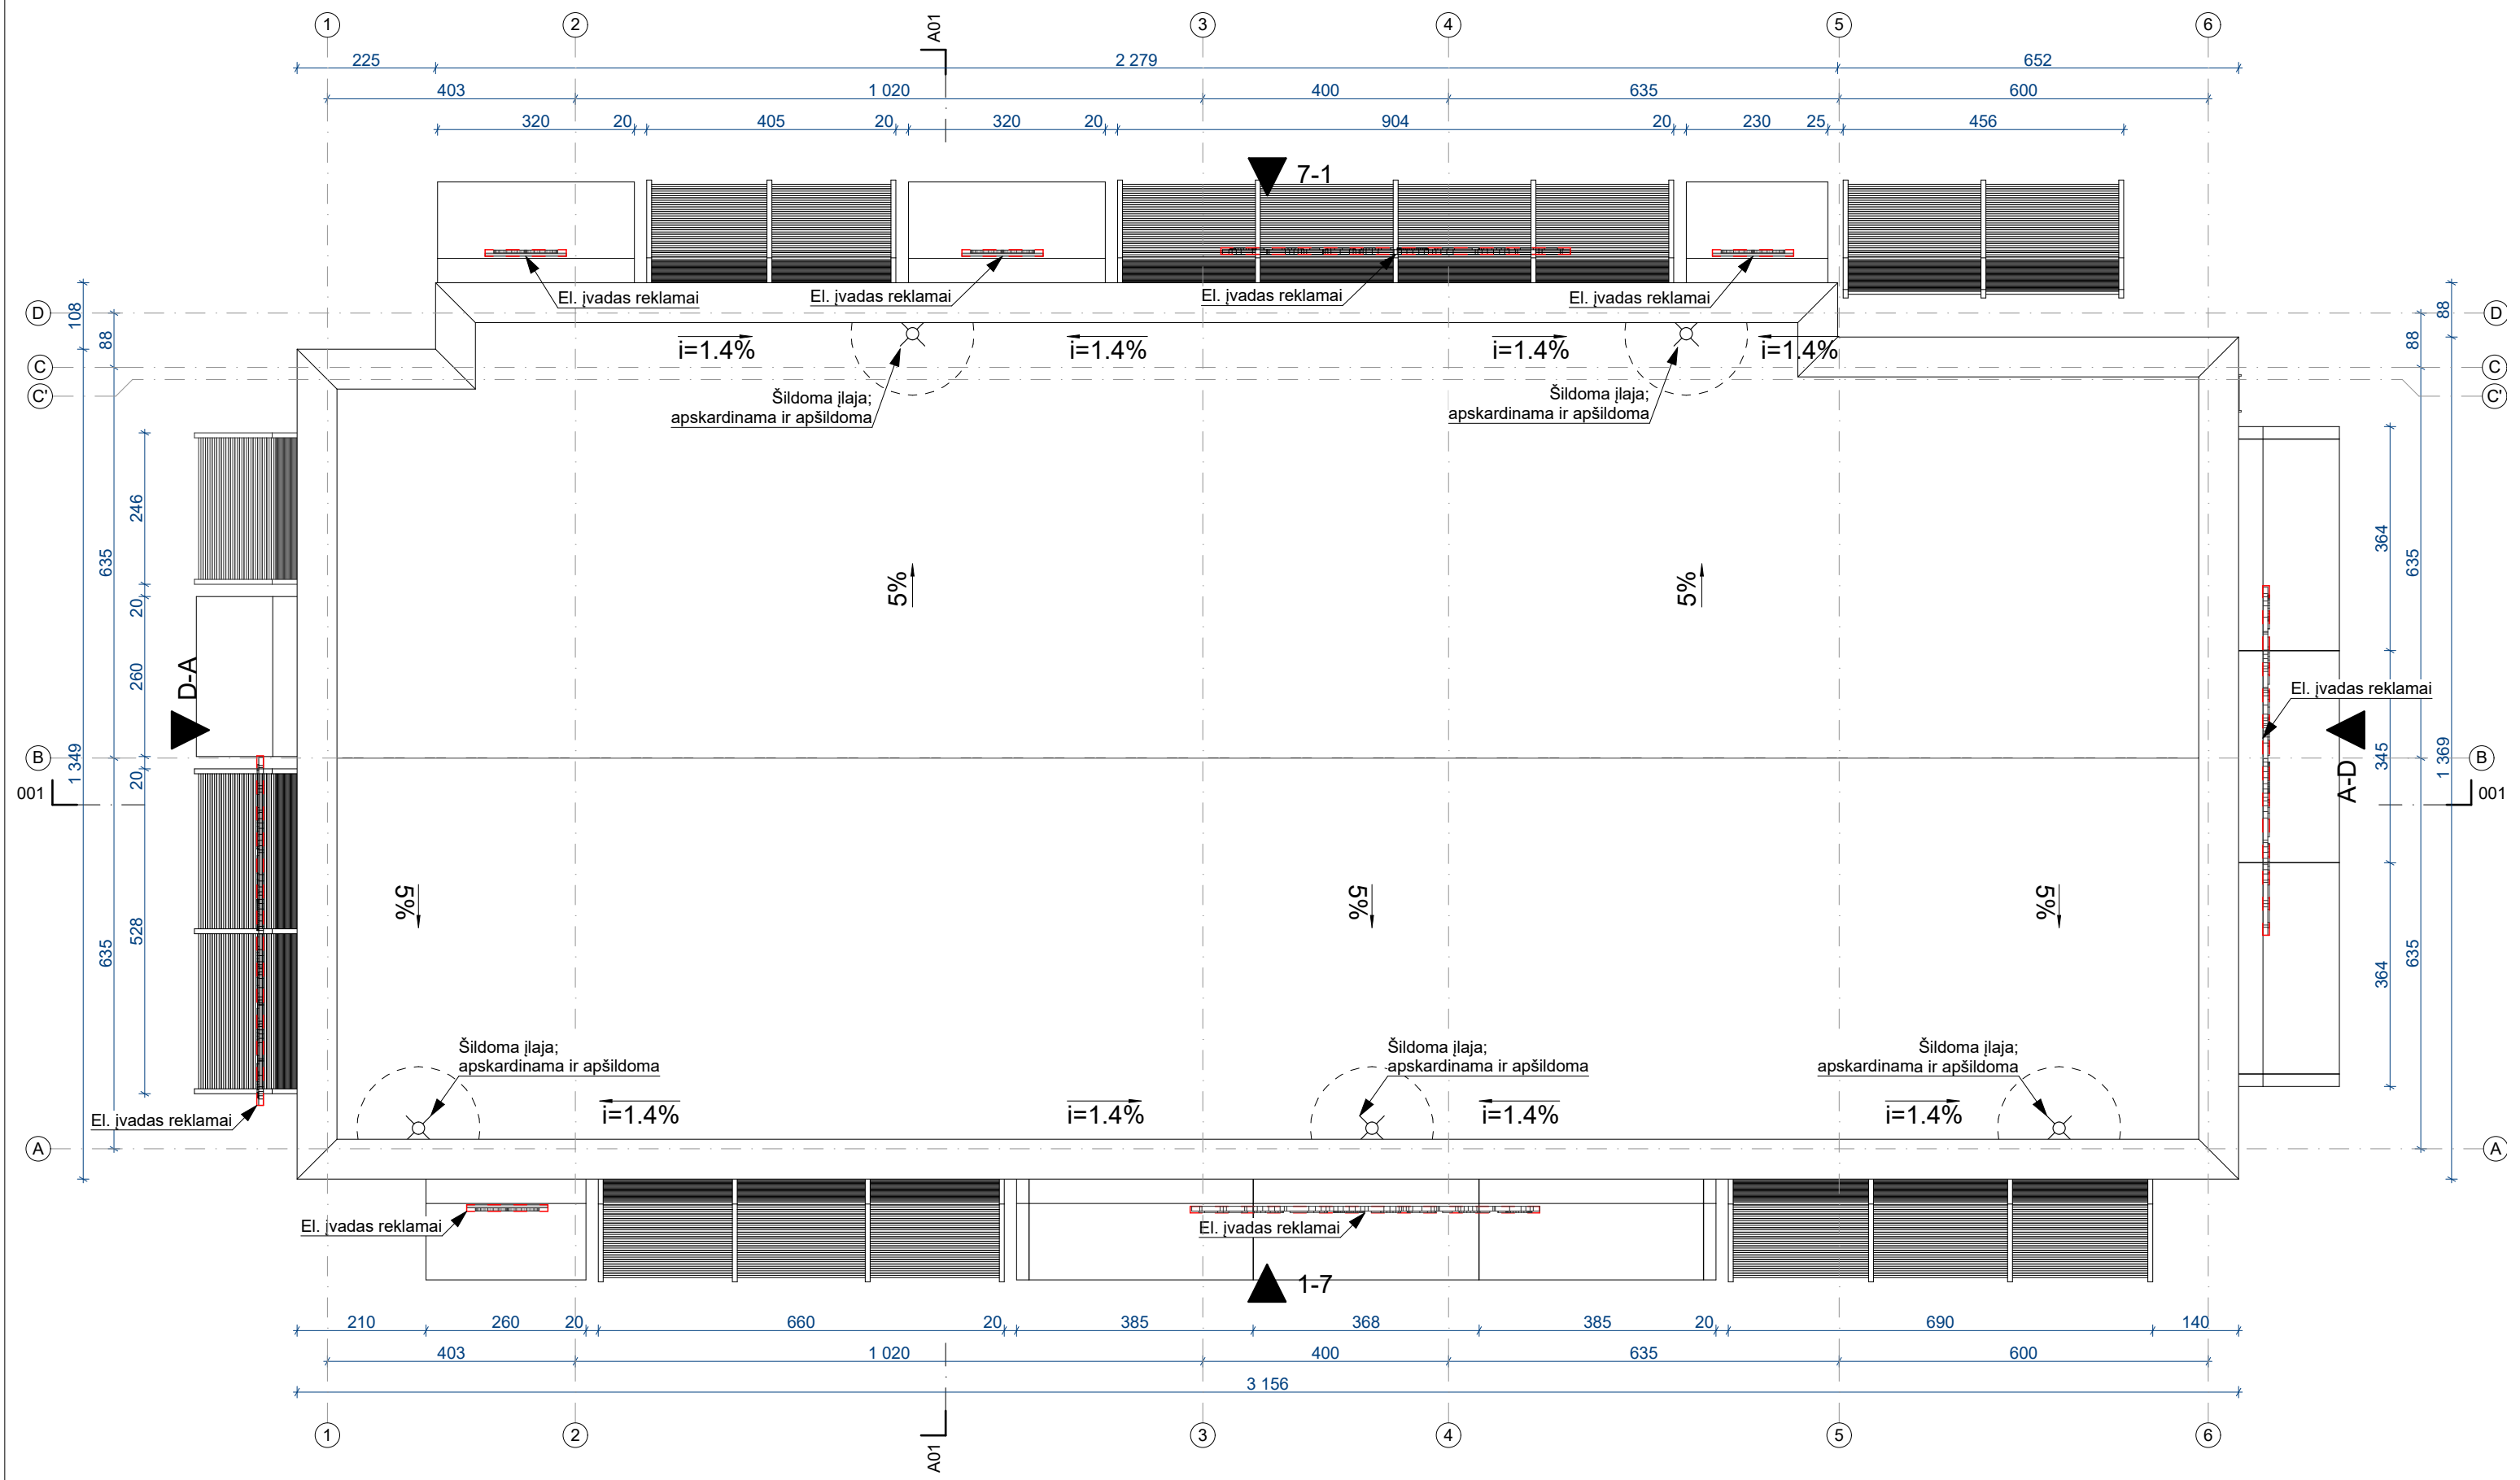 1 2 A01 3 4 5 6
225 2 279 652
403 1 020 400 635 600
320 20 405 20 320 20 904 20 230 25 456
7-1
El. įvadas reklamai El. įvadas reklamai El. įvadas reklamai El. įvadas reklamai
108 88
D D
88 88
i=1.4% i=1.4% i=1.4% i=1.4%
C C
C' C'
Šildoma įlaja; Šildoma įlaja;
apskardinama ir apšildoma apskardinama ir apšildoma
246
364
635 635
5% 5%
20
260
D-A
El. įvadas reklamai
B B
1 349 345 1 369
20
A-D
001 001
5% 5% 5%
528
635 635
364
Šildoma įlaja; Šildoma įlaja; Šildoma įlaja;
apskardinama ir apšildoma apskardinama ir apšildoma apskardinama ir apšildoma
i=1.4% i=1.4% i=1.4% i=1.4%
El. įvadas reklamai
A A
El. įvadas reklamai El. įvadas reklamai
1-7
210 260 20 660 20 385 368 385 20 690 140
403 1 020 400 635 600
3 156
1 2 A01 3 4 5 6